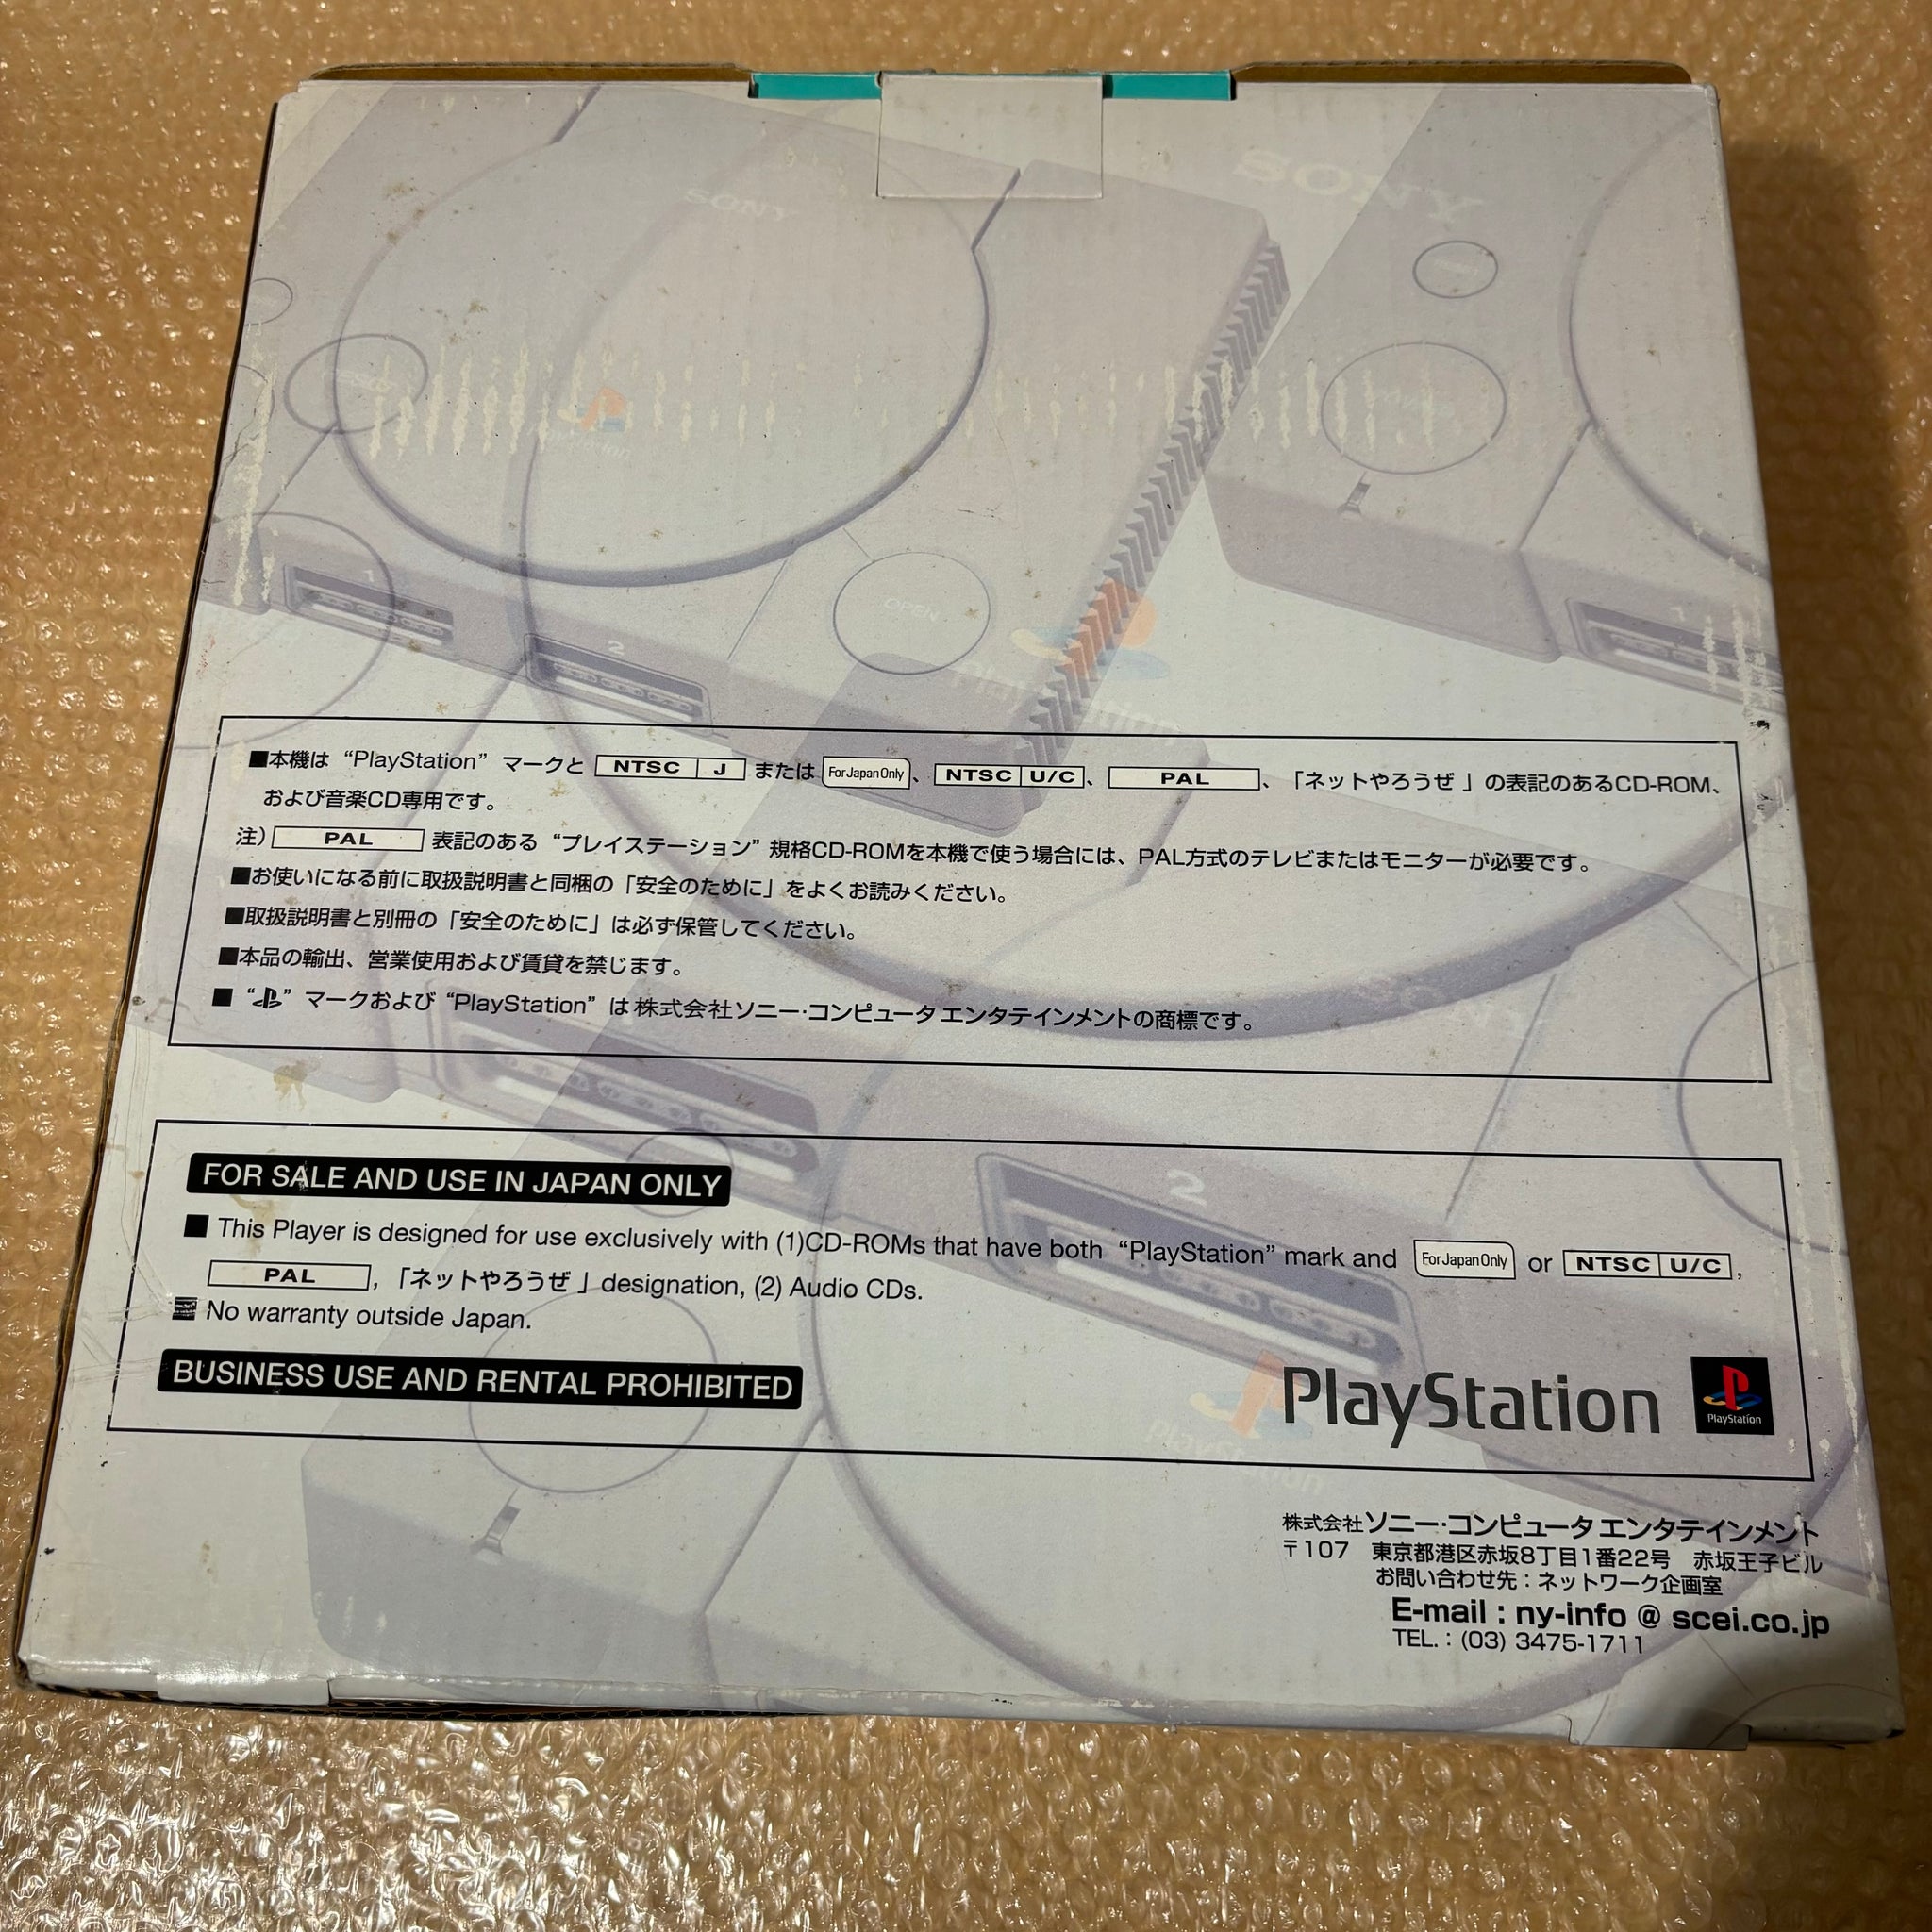 SONY
SONY
OPEN
PlayStation
1
2
1
■本機は “PlayStation” マークと NTSC J または For Japan Only、 NTSC U/C、 PAL 、「ネットやろうぜ」の表記のあるCD-ROM、
および音楽CD専用です。
注) PAL 表記のある “プレイステーション” 規格CD-ROMを本機で使う場合には、PAL方式のテレビまたはモニターが必要です。
■お使いになる前に取扱説明書と同梱の「安全のために」をよくお読みください。
■取扱説明書と別冊の「安全のために」は必ず保管してください。
■本品の輸出、営業使用および賃貸を禁じます。
■ “ ” マークおよび “PlayStation” は株式会社ソニー・コンピュータエンタテインメントの商標です。
2
FOR SALE AND USE IN JAPAN ONLY
■ This Player is designed for use exclusively with (1)CD-ROMs that have both “PlayStation” mark and For Japan Only or NTSC U/C ,
PAL ,「ネットやろうぜ」designation, (2) Audio CDs.
■ No warranty outside Japan.
BUSINESS USE AND RENTAL PROHIBITED
PlayStation
PlayStation
PlayStation
株式会社ソニー・コンピュータエンタテインメント
〒107 東京都港区赤坂8丁目1番22号 赤坂王子ビル
お問い合わせ先：ネットワーク企画室
E-mail : ny-info @ scei.co.jp
TEL. : (03) 3475-1711